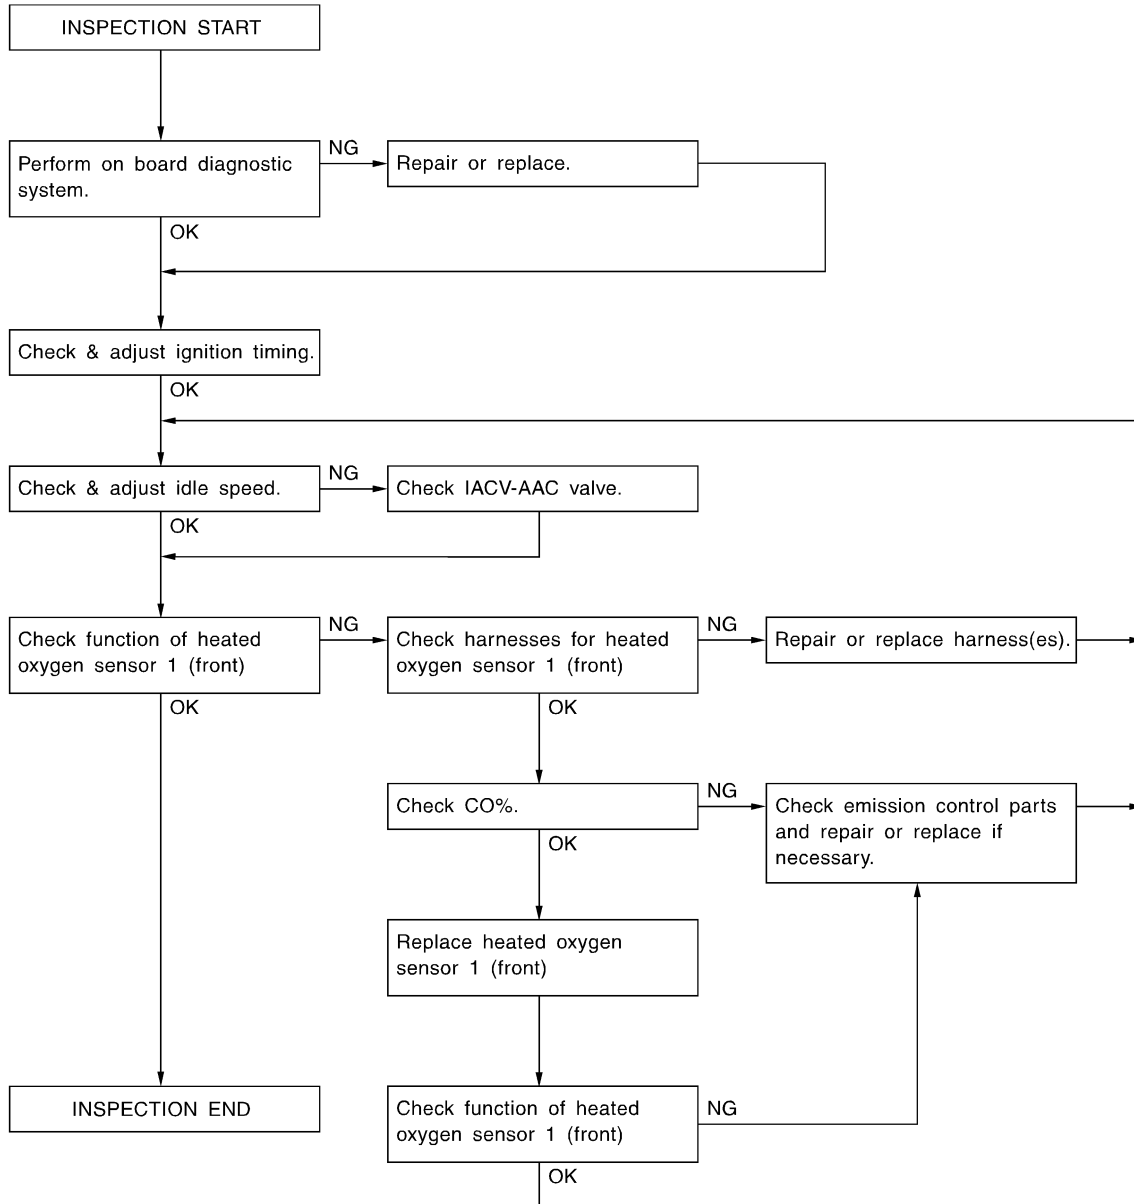 INSPECTION START
Perform on board diagnostic
system.
NG
Repair or replace.
OK
Check & adjust ignition timing.
OK
Check & adjust idle speed.
NG
Check IACV-AAC valve.
OK
Check function of heated
oxygen sensor 1 (front)
NG
Check harnesses for heated
oxygen sensor 1 (front)
NG
Repair or replace harness(es).
OK
OK
Check CO%.
NG
Check emission control parts
and repair or replace if
necessary.
OK
Replace heated oxygen
sensor 1 (front)
INSPECTION END
Check function of heated
oxygen sensor 1 (front)
NG
OK